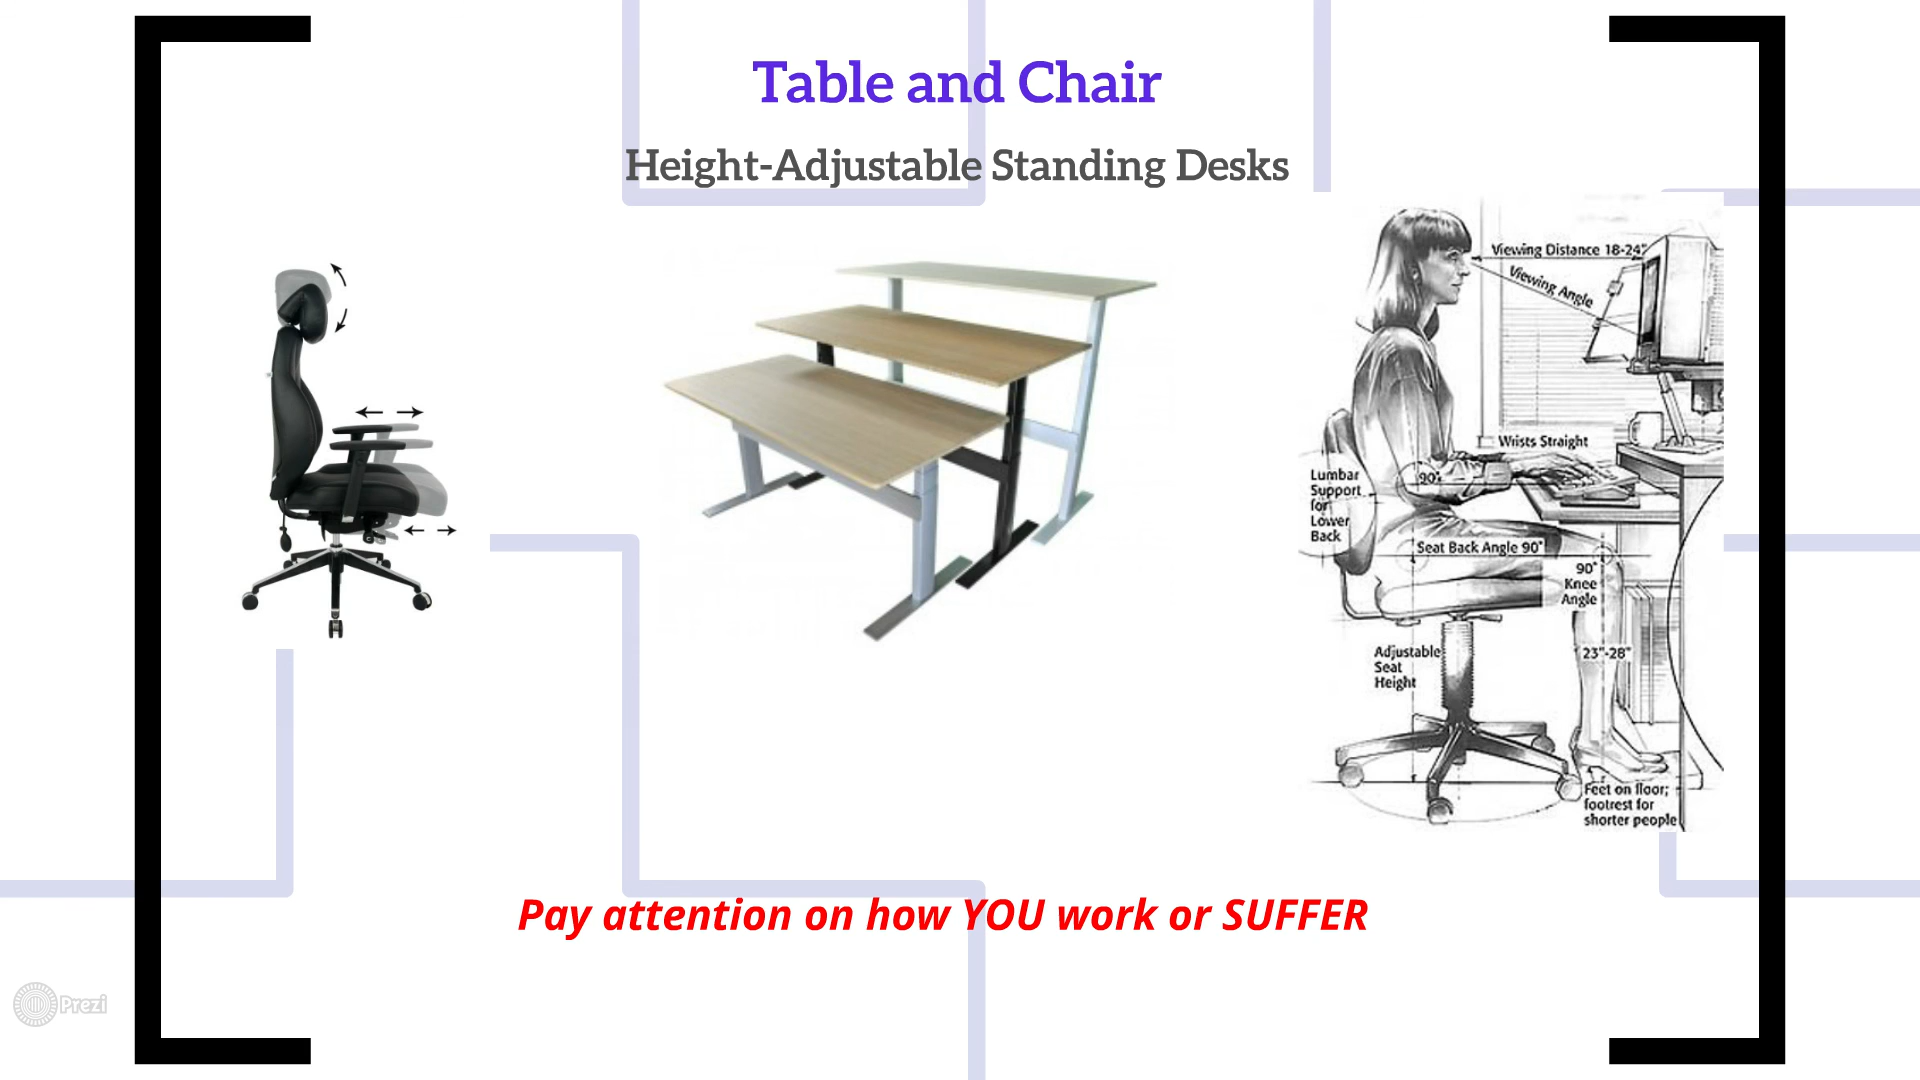 Table and Chair
Height-Adjustable Standing Desks
Viewing Distance 18-24"
Viewing Angle
Wrists Straight
90°
Lumbar
Support
for
Lower
Back
Seat Back Angle 90°
90°
Knee
Angle
Adjustable
Seat
Height
23"-28"
Feet on floor;
footrest for
shorter people
Pay attention on how YOU work or SUFFER
Prezi